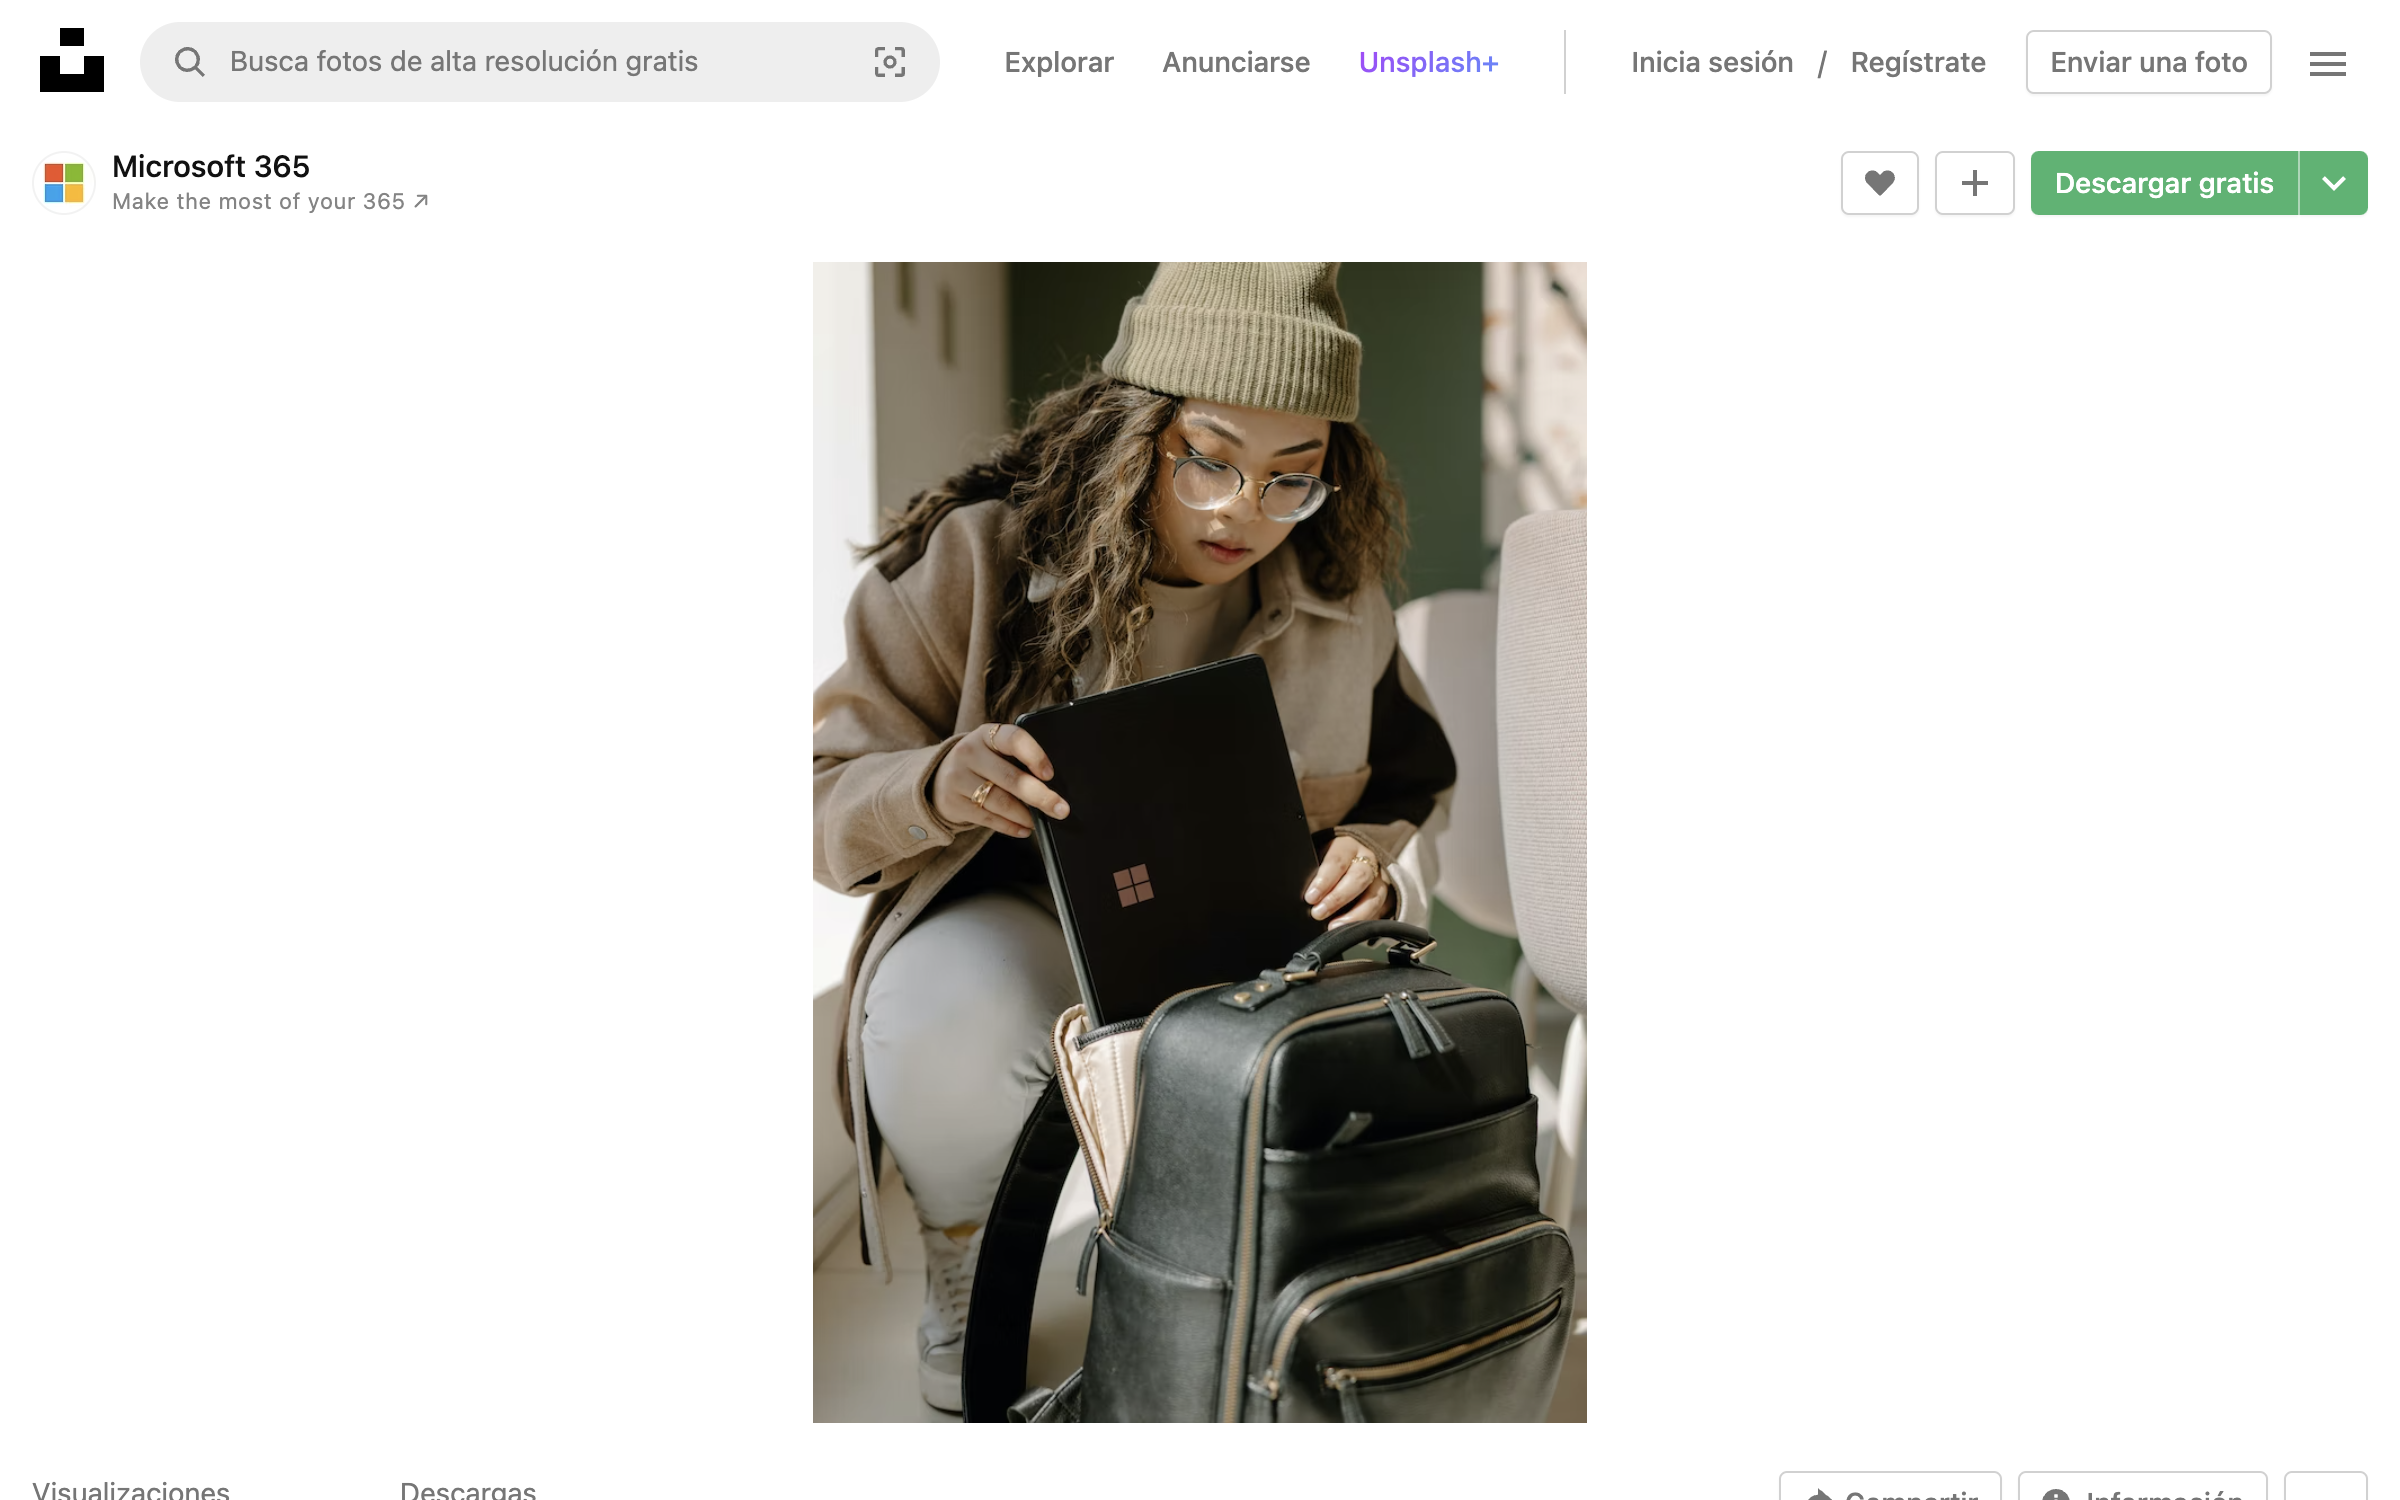 Busca fotos de alta resolución gratis
Explorar
Anunciarse
Unsplash+
Inicia sesión / Regístrate
Enviar una foto
Microsoft 365
Make the most of your 365 ↗
Descargar gratis
Visualizaciones
Descargas
Compartir
Información